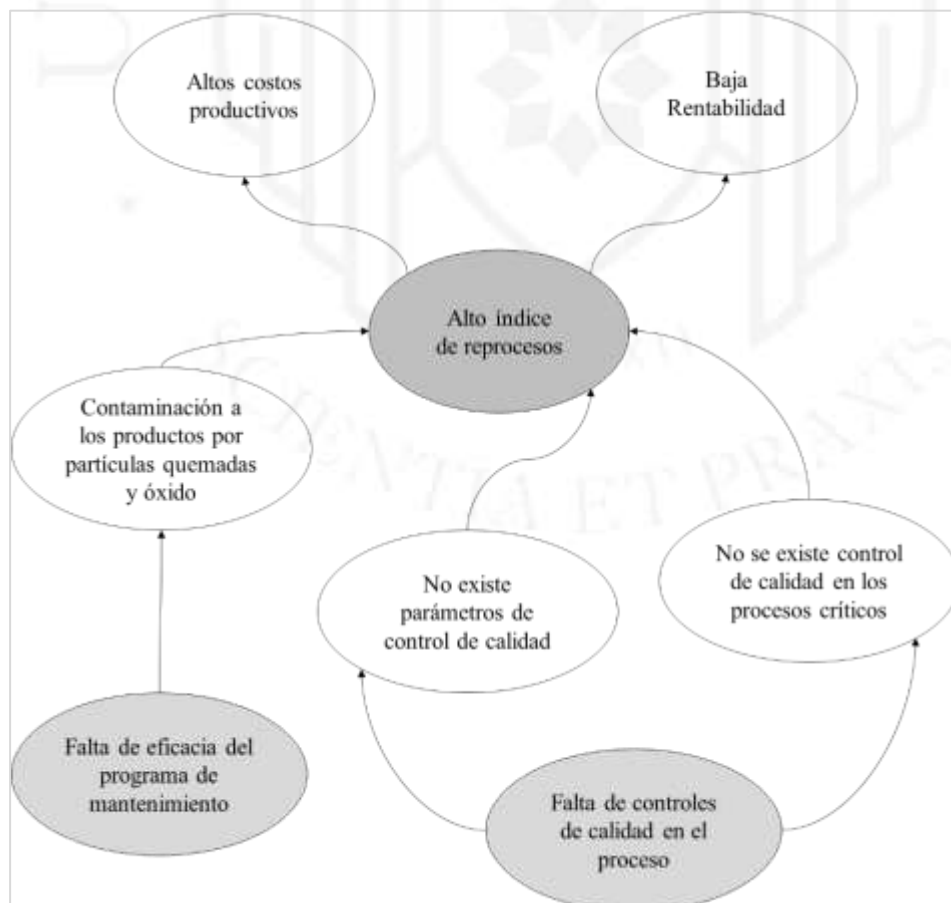 Altos costos
productivos
Baja
Rentabilidad
Alto índice
de reprocesos
Contaminación a
los productos por
partículas quemadas
y óxido
No existe
parámetros de
control de calidad
No se existe control
de calidad en los
procesos críticos
Falta de eficacia del
programa de
mantenimiento
Falta de controles
de calidad en el
proceso
ET PRAXIS